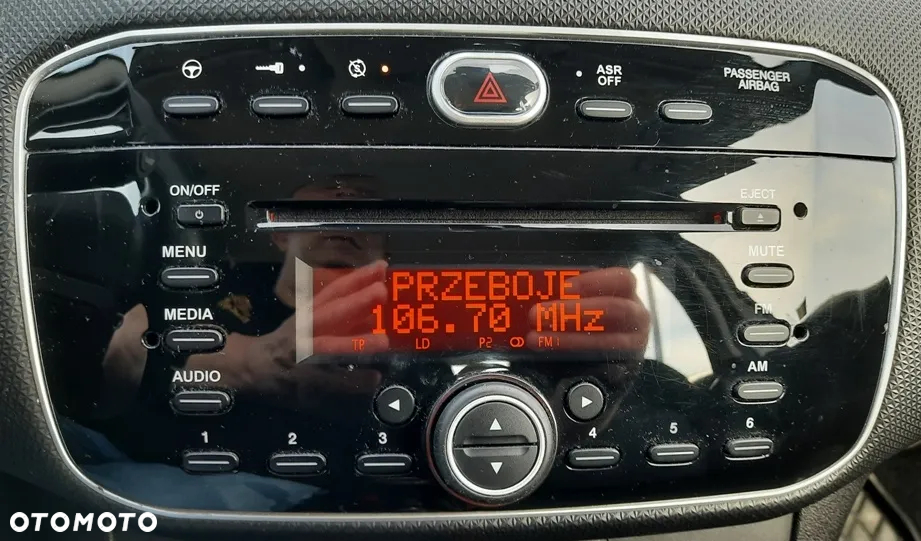 ASR
OFF
PASSENGER
AIRBAG
ON/OFF
EJECT
MENU
MUTE
PRZEBOJE
MEDIA
106.70 MHz
FM
TP LD P2 FM1
AUDIO
AM
1
2
3
4
5
6
OTOMOTO